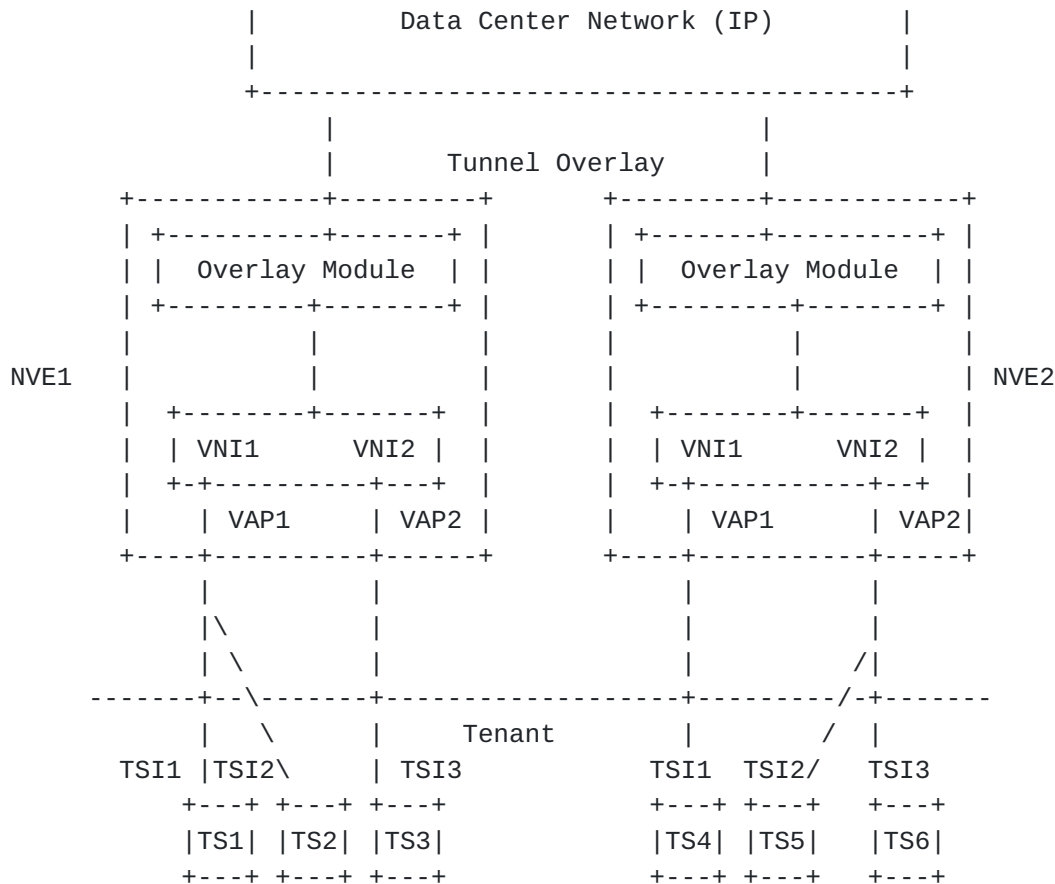 Data Center Network (IP)
Tunnel Overlay
Overlay Module Overlay Module
NVE1 NVE2
VNI1 VNI2 VNI1 VNI2
VAP1 VAP2 VAP1 VAP2
Tenant
TSI1 TSI2 TSI3 TSI1 TSI2 TSI3
TS1 TS2 TS3 TS4 TS5 TS6